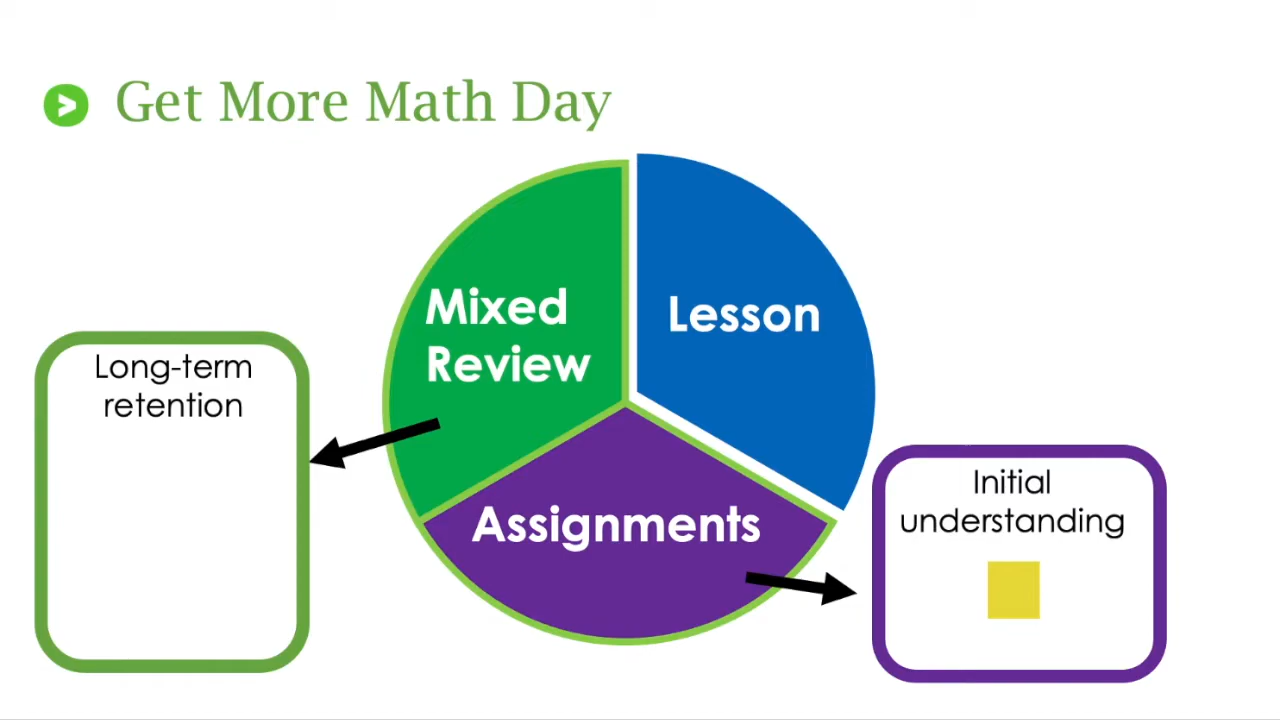 Get More Math Day
Mixed
Review
Lesson
Long-term
retention
Assignments
Initial
understanding